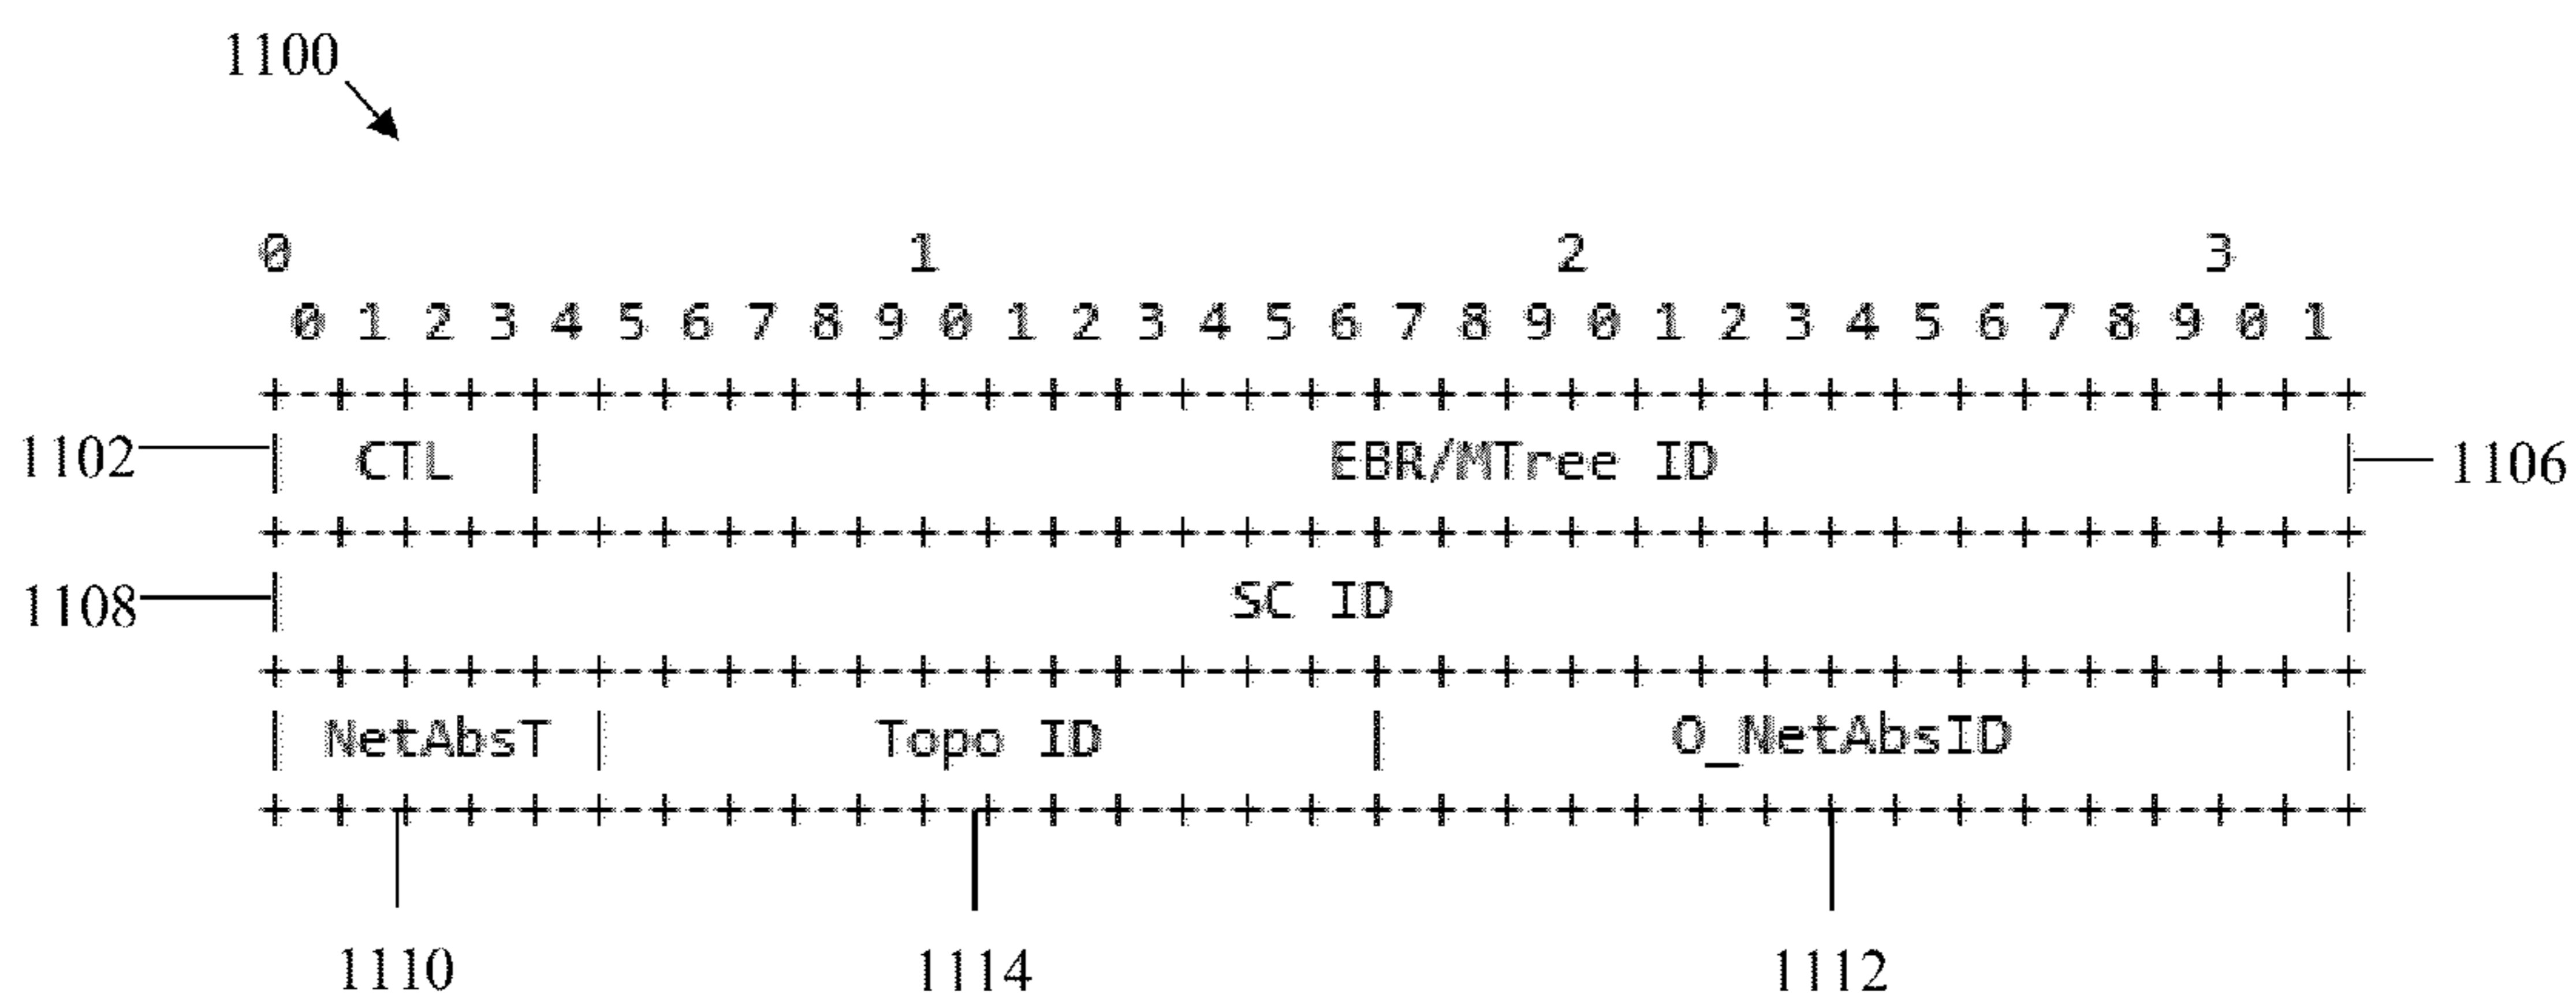 1100
0 1 2 3
0 1 2 3 4 5 6 7 8 9 0 1 2 3 4 5 6 7 8 9 0 1 2 3 4 5 6 7 8 9 0 1
+-+-+-+-+-+-+-+-+-+-+-+-+-+-+-+-+-+-+-+-+-+-+-+-+-+-+-+-+-+-+-+-+
1102 | CTL | EBR/MTree ID | 1106
+-+-+-+-+-+-+-+-+-+-+-+-+-+-+-+-+-+-+-+-+-+-+-+-+-+-+-+-+-+-+-+-+
1108 | SC ID |
+-+-+-+-+-+-+-+-+-+-+-+-+-+-+-+-+-+-+-+-+-+-+-+-+-+-+-+-+-+-+-+-+
| NetAbsT | Topo ID | O_NetAbsID |
+-+-+-+-+-+-+-+-+-+-+-+-+-+-+-+-+-+-+-+-+-+-+-+-+-+-+-+-+-+-+-+-+
1110 1114 1112